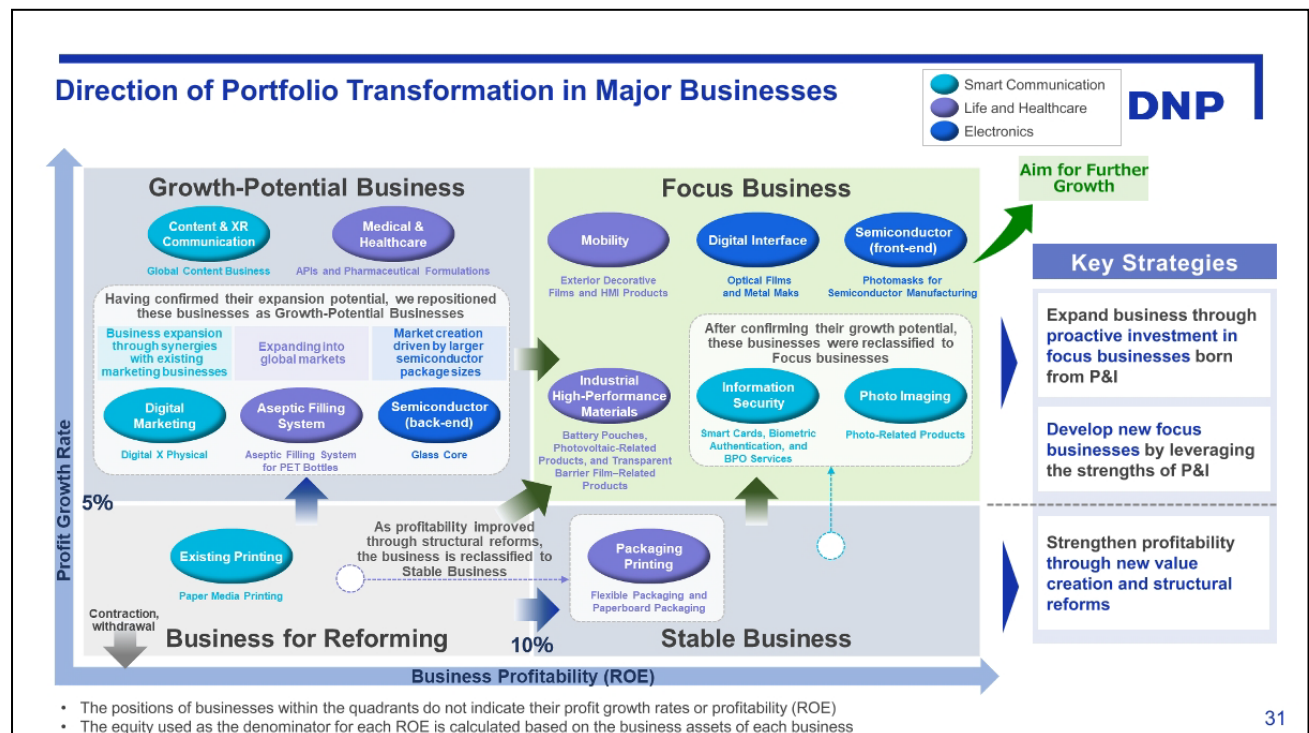 Direction of Portfolio Transformation in Major Businesses
Smart Communication
Life and Healthcare
Electronics
DNP
Aim for Further
Growth
Profit Growth Rate
Growth-Potential Business
Content & XR
Communication
Global Content Business
Medical &
Healthcare
APIs and Pharmaceutical Formulations
Having confirmed their expansion potential, we repositioned
these businesses as Growth-Potential Businesses
Business expansion
through synergies
with existing
marketing businesses
Expanding into
global markets
Market creation
driven by larger
semiconductor
package sizes
Digital
Marketing
Digital X Physical
Aseptic Filling
System
Aseptic Filling System
for PET Bottles
Semiconductor
(back-end)
Glass Core
Focus Business
Mobility
Exterior Decorative
Films and HMI Products
Digital Interface
Optical Films
and Metal Maks
Semiconductor
(front-end)
Photomasks for
Semiconductor Manufacturing
After confirming their growth potential,
these businesses were reclassified to
Focus businesses
Industrial
High-Performance
Materials
Battery Pouches,
Photovoltaic-Related
Products, and Transparent
Barrier Film–Related
Products
Information
Security
Smart Cards, Biometric
Authentication, and
BPO Services
Photo Imaging
Photo-Related Products
5%
Existing Printing
Paper Media Printing
As profitability improved
through structural reforms,
the business is reclassified to
Stable Business
Contraction,
withdrawal
Business for Reforming
10%
Packaging
Printing
Flexible Packaging and
Paperboard Packaging
Stable Business
Business Profitability (ROE)
Key Strategies
Expand business through
proactive investment in
focus businesses born
from P&I
Develop new focus
businesses by leveraging
the strengths of P&I
Strengthen profitability
through new value
creation and structural
reforms
• The positions of businesses within the quadrants do not indicate their profit growth rates or profitability (ROE)
• The equity used as the denominator for each ROE is calculated based on the business assets of each business
31